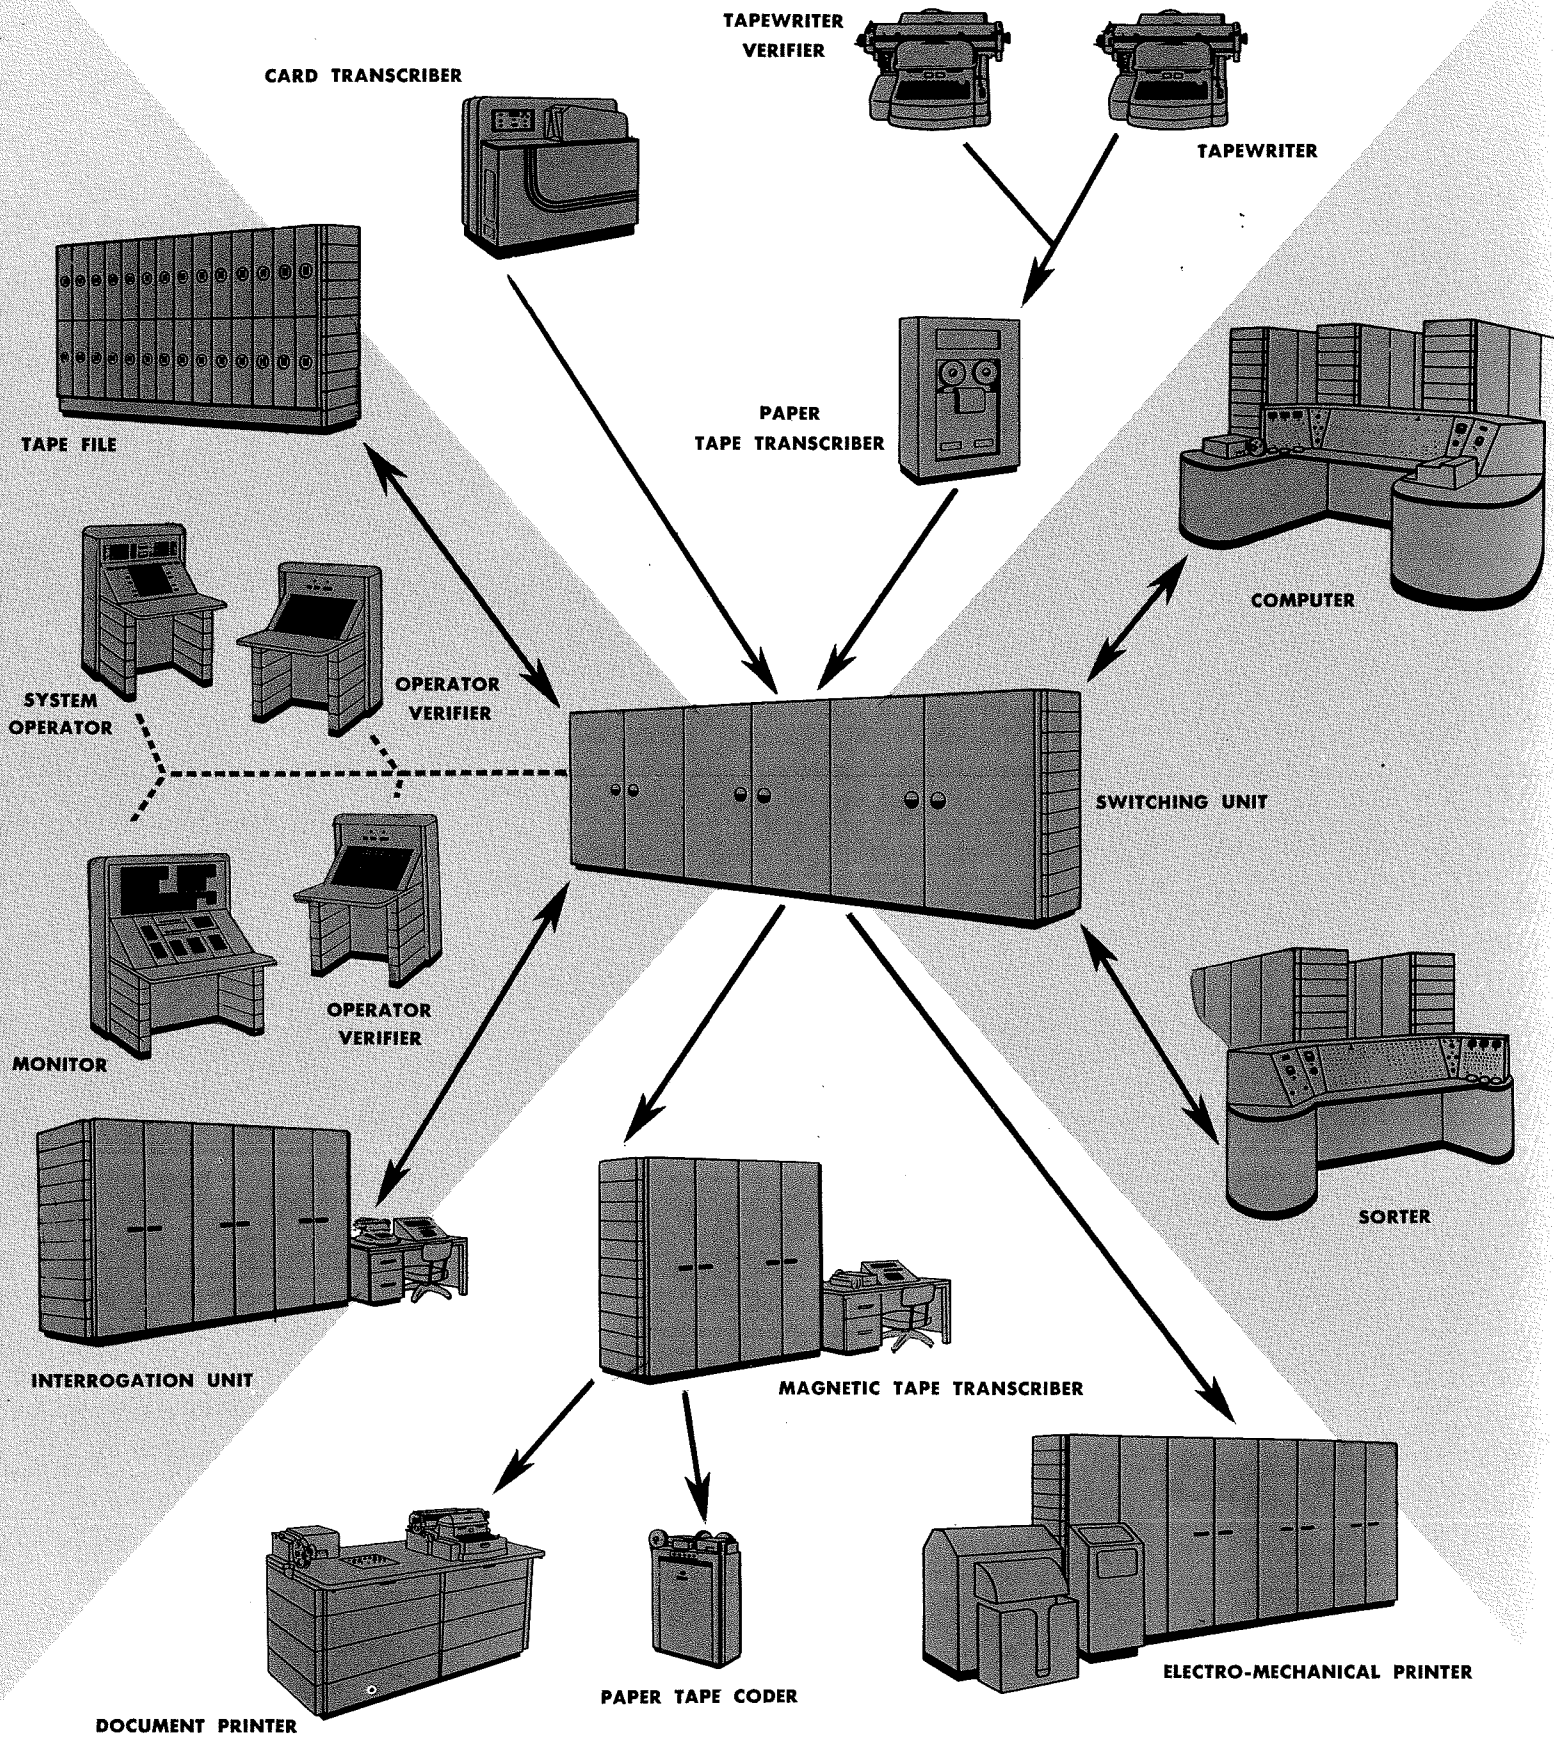 TAPEWRITER
VERIFIER
CARD TRANSCRIBER
TAPEWRITER
PAPER
TAPE TRANSCRIBER
TAPE FILE
COMPUTER
SYSTEM
OPERATOR
OPERATOR
VERIFIER
SWITCHING UNIT
OPERATOR
VERIFIER
MONITOR
SORTER
INTERROGATION UNIT
MAGNETIC TAPE TRANSCRIBER
ELECTRO-MECHANICAL PRINTER
PAPER TAPE CODER
DOCUMENT PRINTER